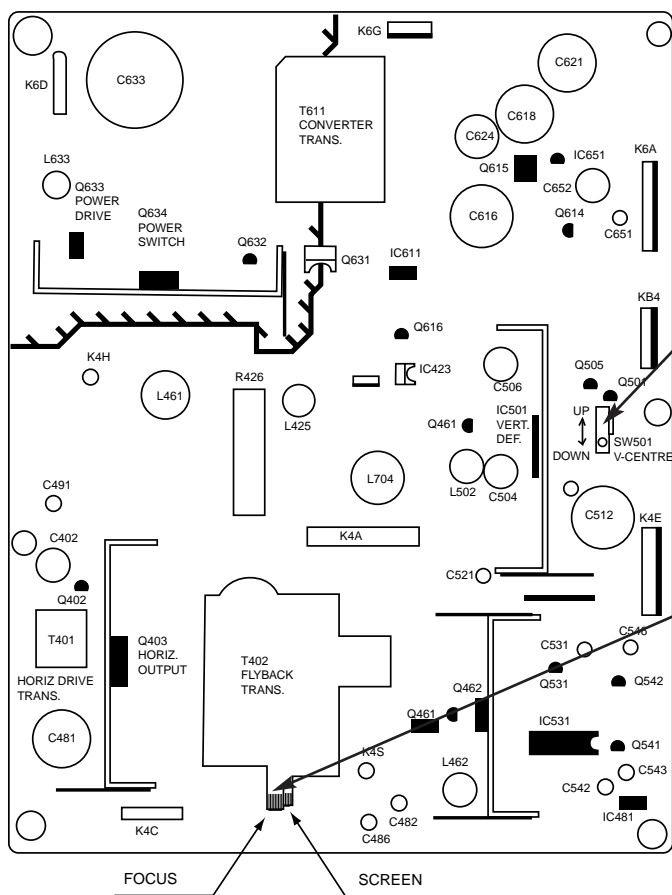 K6G
K6D
C633
T611
CONVERTER
TRANS.
C621
C618
C624
IC651
Q615
C652
K6A
L633
Q633
POWER
DRIVE
Q634
POWER
SWITCH
C616
Q614
C651
Q632
Q631
IC611
KB4
Q616
K4H
R426
IC423
C506
Q505
Q501
L461
L425
Q461
IC501
VERT.
DEF.
UP
DOWN
SW501
V-CENTRE
C491
L704
L502
C504
C512
K4E
C402
K4A
Q402
C521
T401
Q403
HORIZ.
OUTPUT
T402
FLYBACK
TRANS.
C531
C546
HORIZ DRIVE
TRANS.
Q531
Q542
Q461
Q462
C481
IC531
Q541
K4S
L462
C543
C542
K4C
C482
C486
IC481
FOCUS
SCREEN